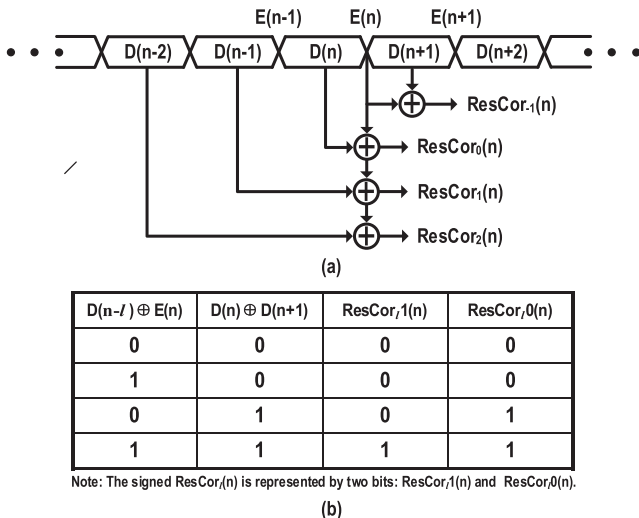 E(n-1) E(n) E(n+1)
• • • D(n-2) D(n-1) D(n) D(n+1) D(n+2) • • •
ResCor₋₁(n)
ResCor₀(n)
ResCor₁(n)
ResCor₂(n)
(a)
D(n-l) ⊕ E(n) D(n) ⊕ D(n+1) ResCorₗ1(n) ResCorₗ0(n)
0 0 0 0
1 0 0 0
0 1 0 1
1 1 1 1
Note: The signed ResCorₗ(n) is represented by two bits: ResCorₗ1(n) and ResCorₗ0(n).
(b)